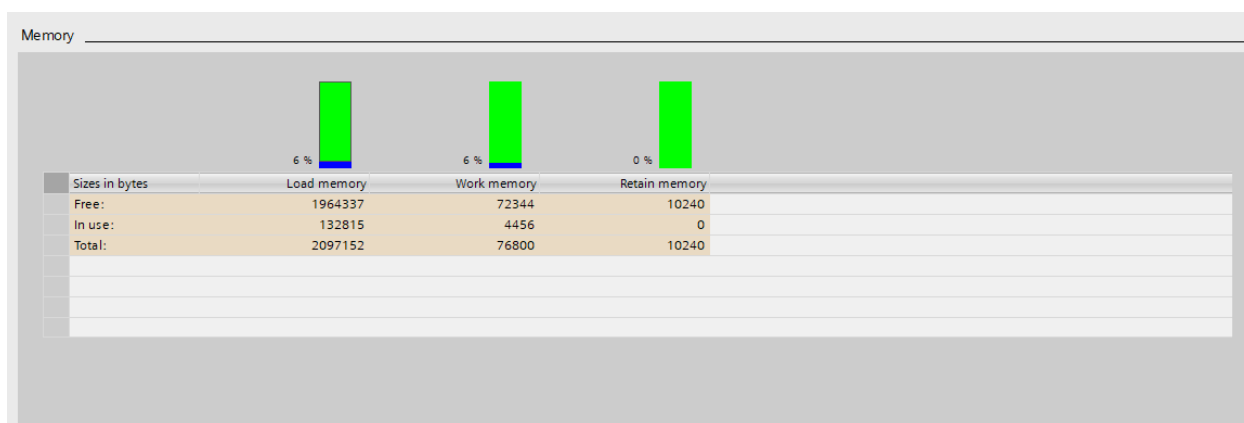 Memory
6 % 6 % 0 %
Sizes in bytes Load memory Work memory Retain memory
Free: 1964337 72344 10240
In use: 132815 4456 0
Total: 2097152 76800 10240